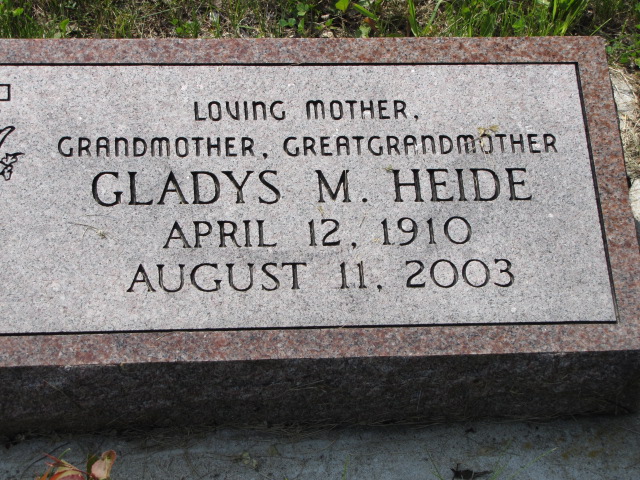 LOVING MOTHER,
GRANDMOTHER, GREATGRANDMOTHER
GLADYS M. HEIDE
APRIL 12, 1910
AUGUST 11, 2003